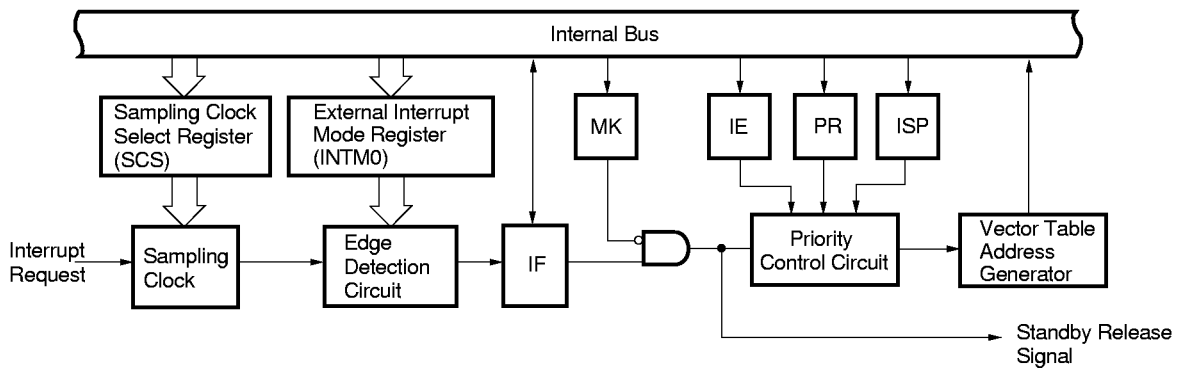 Internal Bus
Sampling Clock
Select Register
(SCS)
External Interrupt
Mode Register
(INTM0)
MK
IE
PR
ISP
Interrupt
Request
Sampling
Clock
Edge
Detection
Circuit
IF
Priority
Control Circuit
Vector Table
Address
Generator
Standby Release
Signal